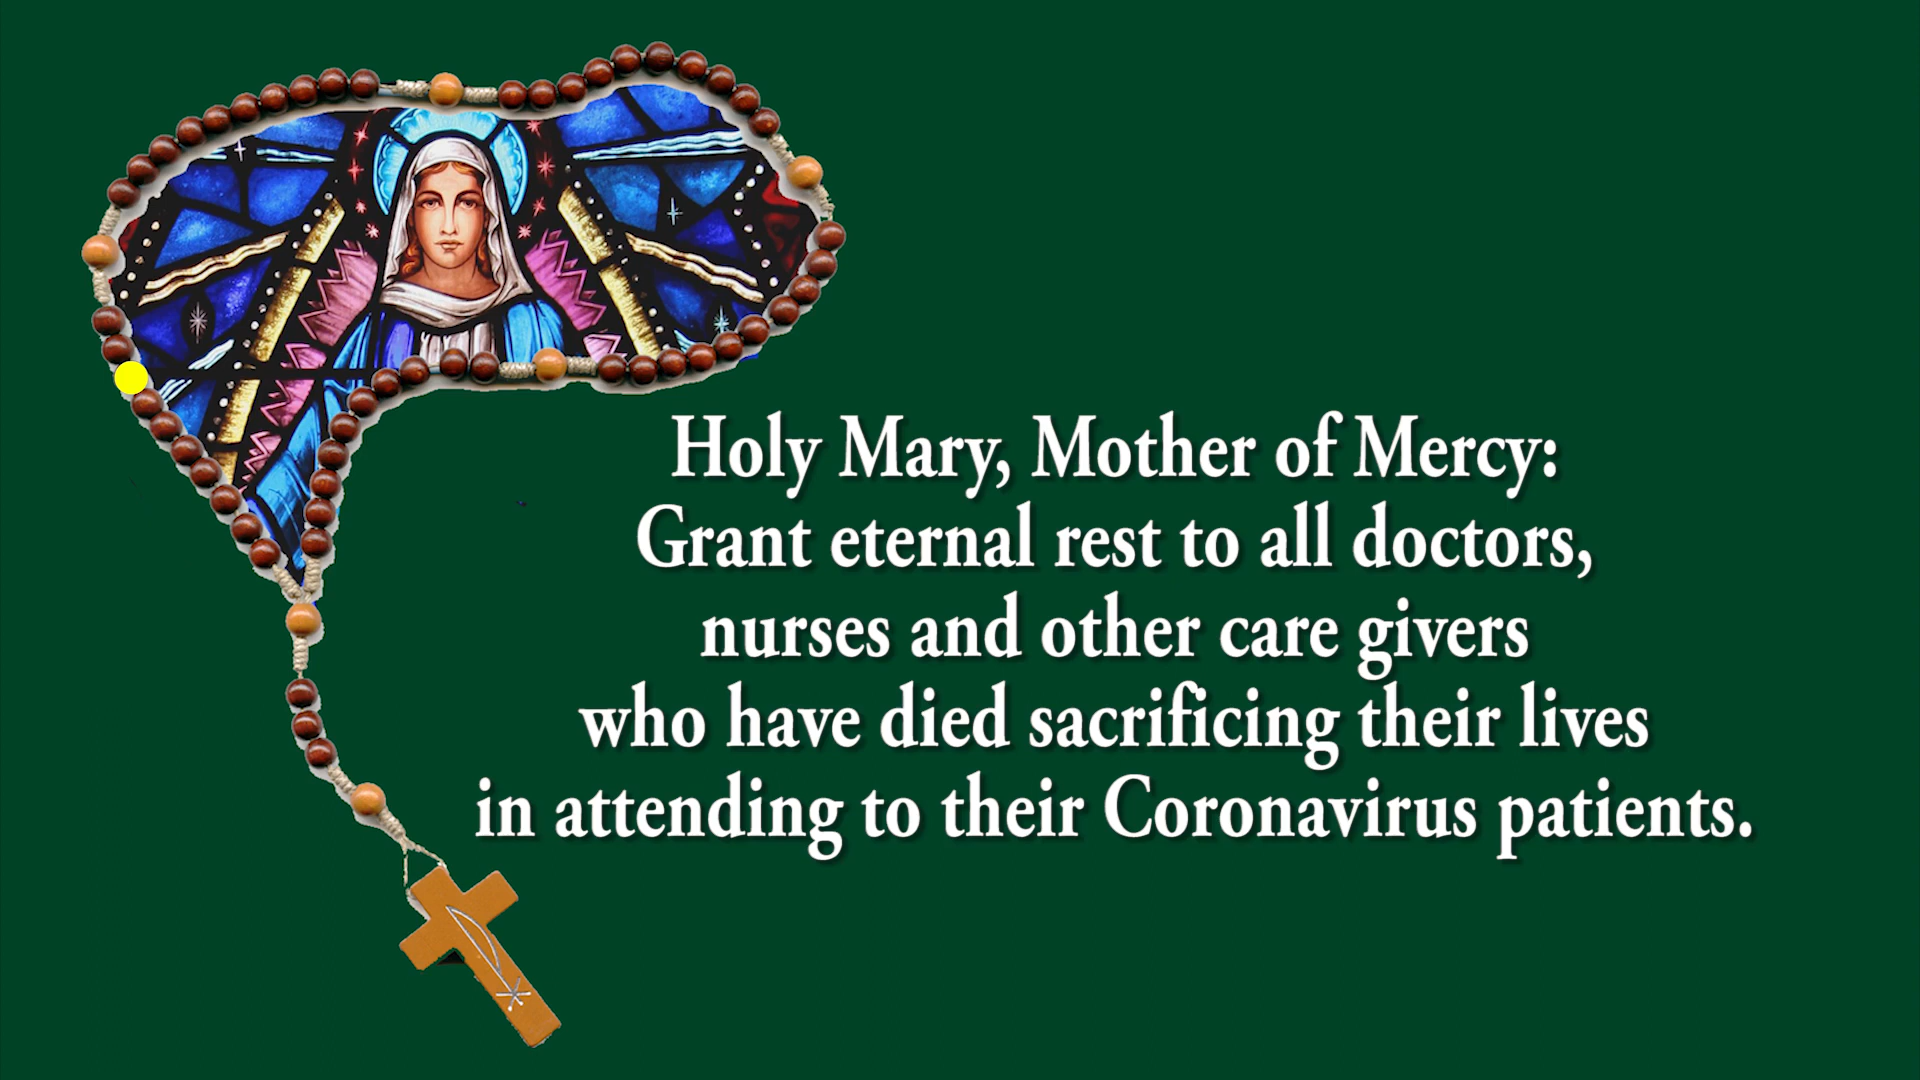 Holy Mary, Mother of Mercy:
Grant eternal rest to all doctors,
nurses and other care givers
who have died sacrificing their lives
in attending to their Coronavirus patients.